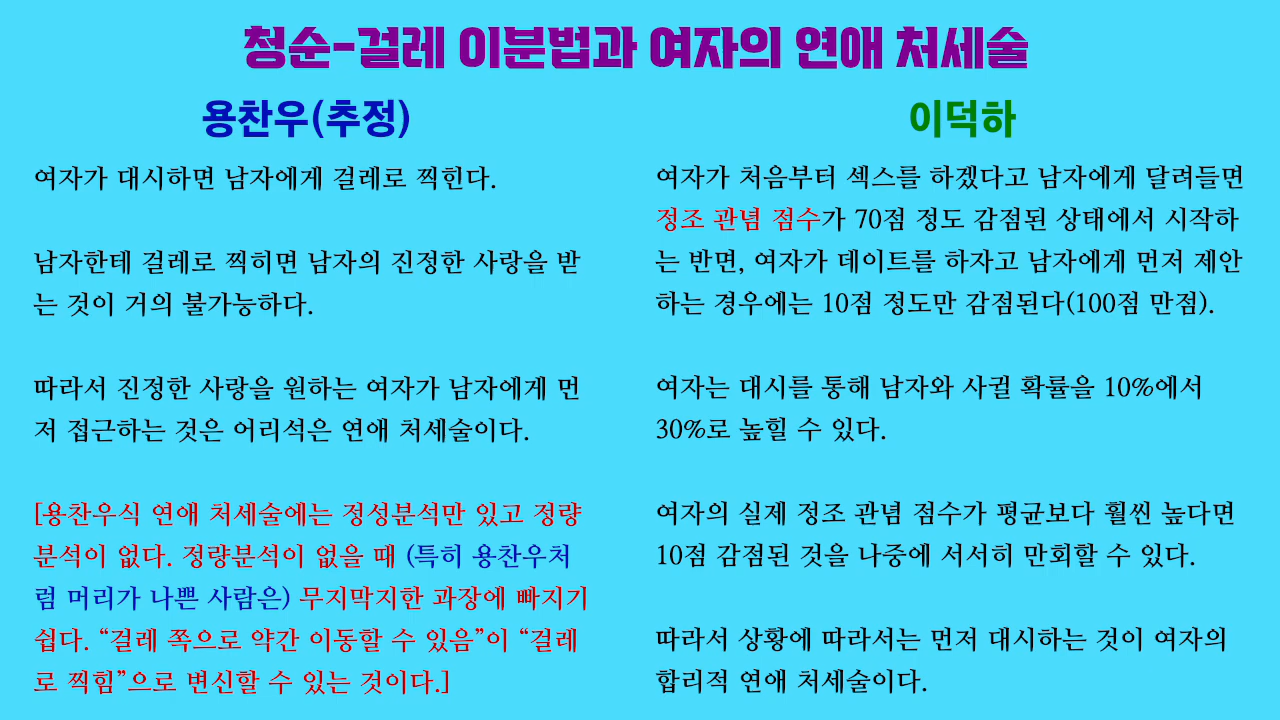 청순-걸레 이분법과 여자의 연애 처세술
용찬우(추정)
여자가 대시하면 남자에게 걸레로 찍힌다.
남자한테 걸레로 찍히면 남자의 진정한 사랑을 받
는 것이 거의 불가능하다.
따라서 진정한 사랑을 원하는 여자가 남자에게 먼
저 접근하는 것은 어리석은 연애 처세술이다.
[용찬우식 연애 처세술에는 정성분석만 있고 정량
분석이 없다. 정량분석이 없을 때 (특히 용찬우처
럼 머리가 나쁜 사람은) 무지막지한 과장에 빠지기
쉽다. “걸레 쪽으로 약간 이동할 수 있음”이 “걸레
로 찍힘”으로 변신할 수 있는 것이다.]
이덕하
여자가 처음부터 섹스를 하겠다고 남자에게 달려들면
정조 관념 점수가 70점 정도 감점된 상태에서 시작하
는 반면, 여자가 데이트를 하자고 남자에게 먼저 제안
하는 경우에는 10점 정도만 감점된다(100점 만점).
여자는 대시를 통해 남자와 사귈 확률을 10%에서
30%로 높힐 수 있다.
여자의 실제 정조 관념 점수가 평균보다 훨씬 높다면
10점 감점된 것을 나중에 서서히 만회할 수 있다.
따라서 상황에 따라서는 먼저 대시하는 것이 여자의
합리적 연애 처세술이다.